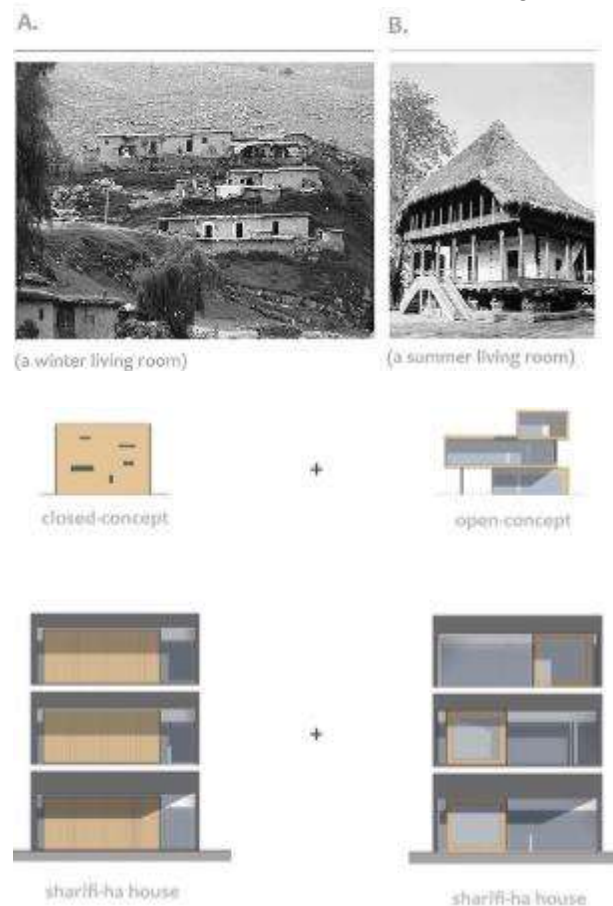 A.
B.
(a winter living room)
(a summer living room)
+
closed-concept
open-concept
+
sharifi-ha house
sharifi-ha house